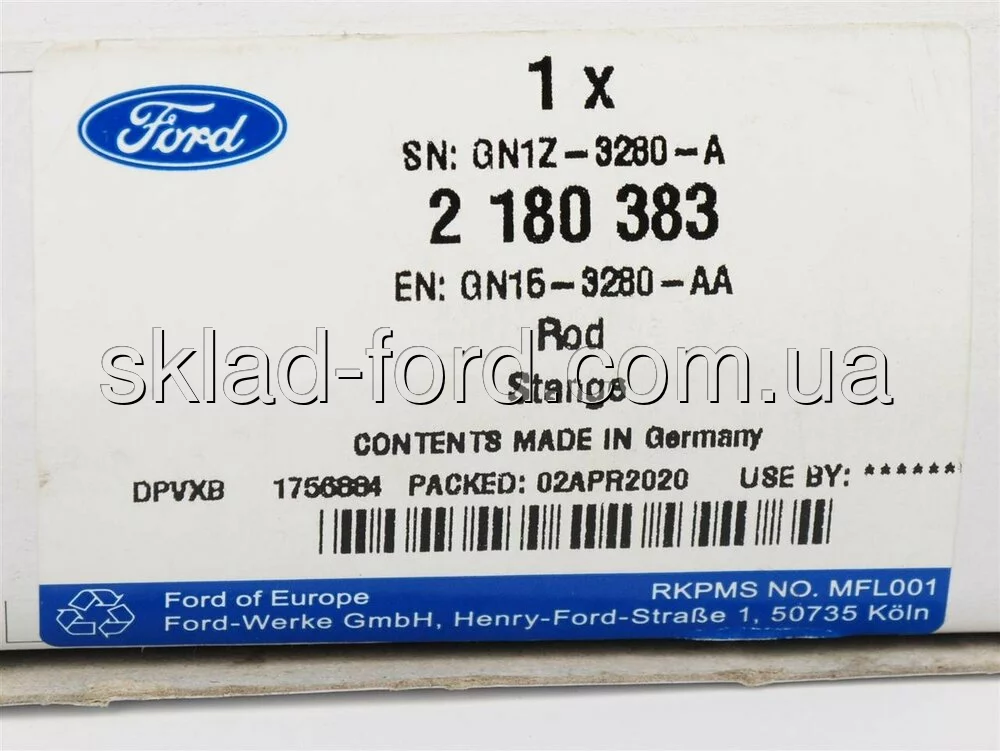 Ford
1 x
SN: GN1Z-3280-A
2 180 383
EN: GN15-3280-AA
Rod
sklad-ford.com.ua
Stange
CONTENTS MADE IN Germany
DPVXB 1756884 PACKED: 02APR2020 USE BY: ******
Ford of Europe RKPMS NO. MFL001
Ford-Werke GmbH, Henry-Ford-Straße 1, 50735 Köln